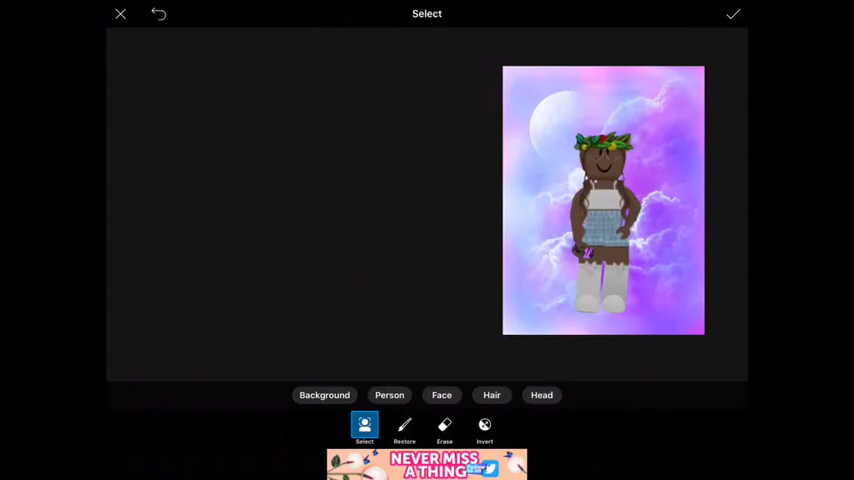 Select
Background
Person
Face
Hair
Head
Select
Restore
Erase
Invert
NEVER MISS
A THING